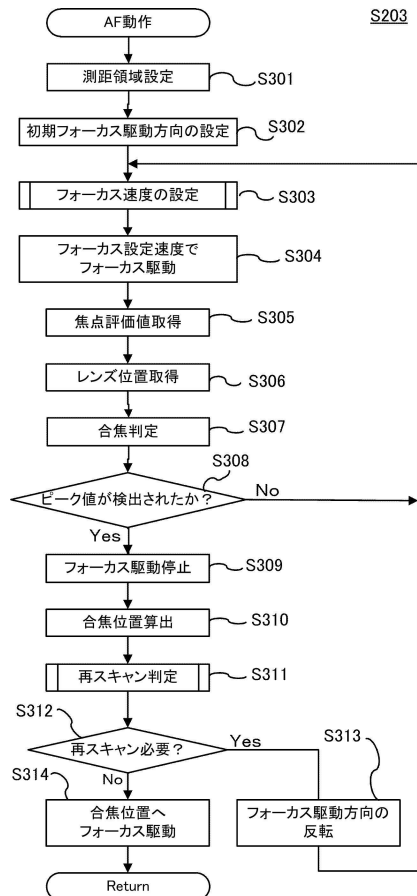 S203
AF動作
測距領域設定
S301
初期フォーカス駆動方向の設定
S302
フォーカス速度の設定
S303
フォーカス設定速度で
フォーカス駆動
S304
焦点評価値取得
S305
レンズ位置取得
S306
合焦判定
S307
S308
ピーク値が検出されたか？
No
Yes
フォーカス駆動停止
S309
合焦位置算出
S310
再スキャン判定
S311
S312
再スキャン必要？
Yes
S313
S314
No
合焦位置へ
フォーカス駆動
フォーカス駆動方向の
反転
Return